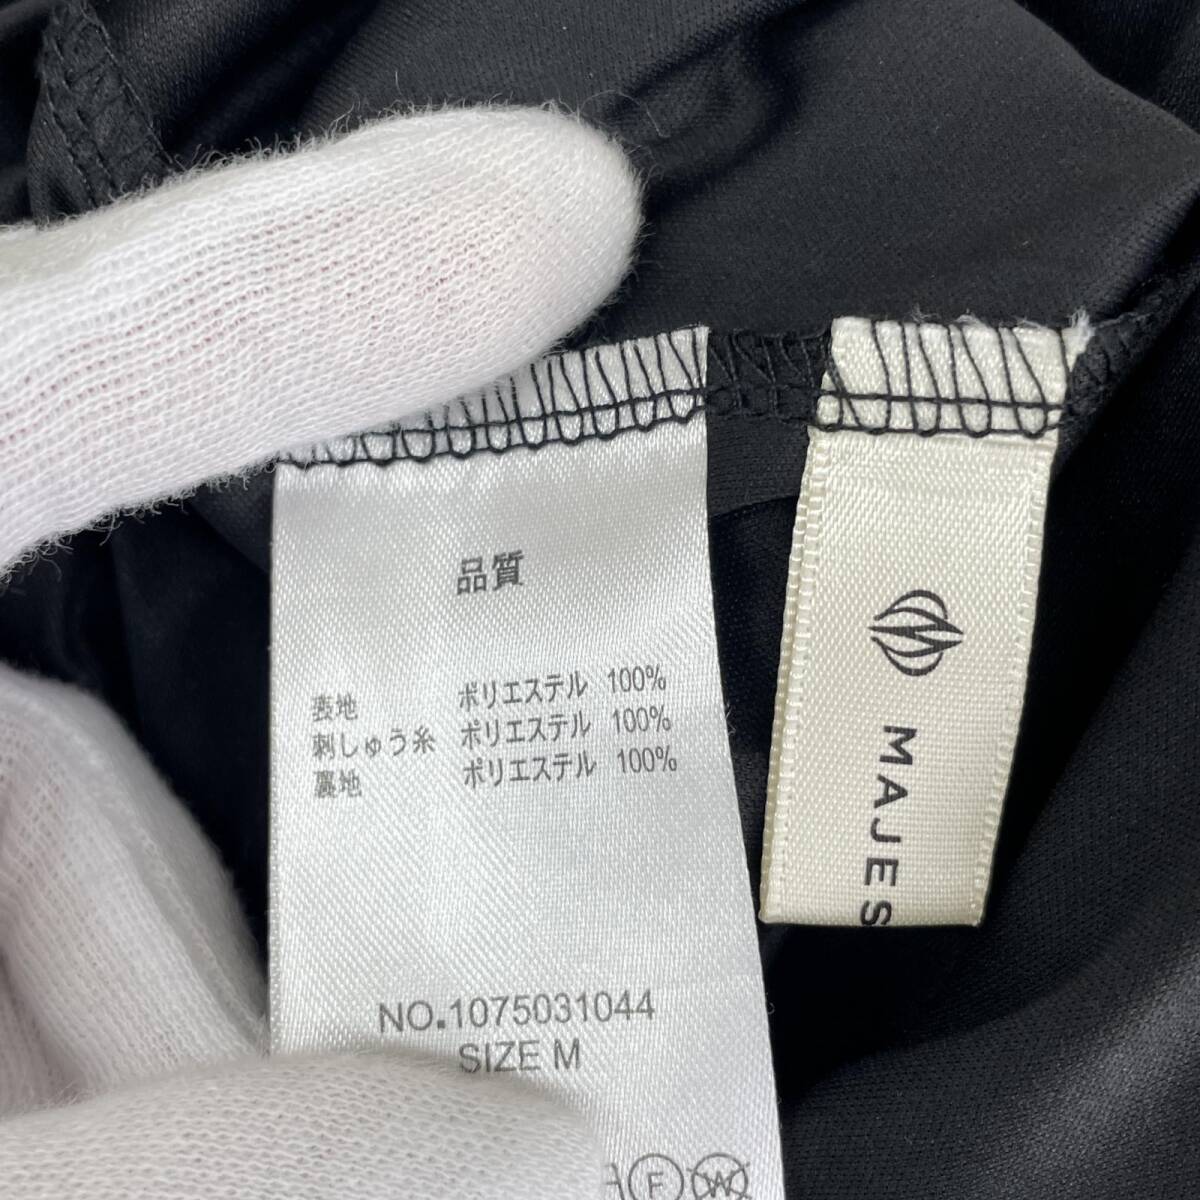 品質
表地 ポリエステル 100%
刺しゅう糸 ポリエステル 100%
裏地 ポリエステル 100%
NO.1075031044
SIZE M
F
W
MAJES